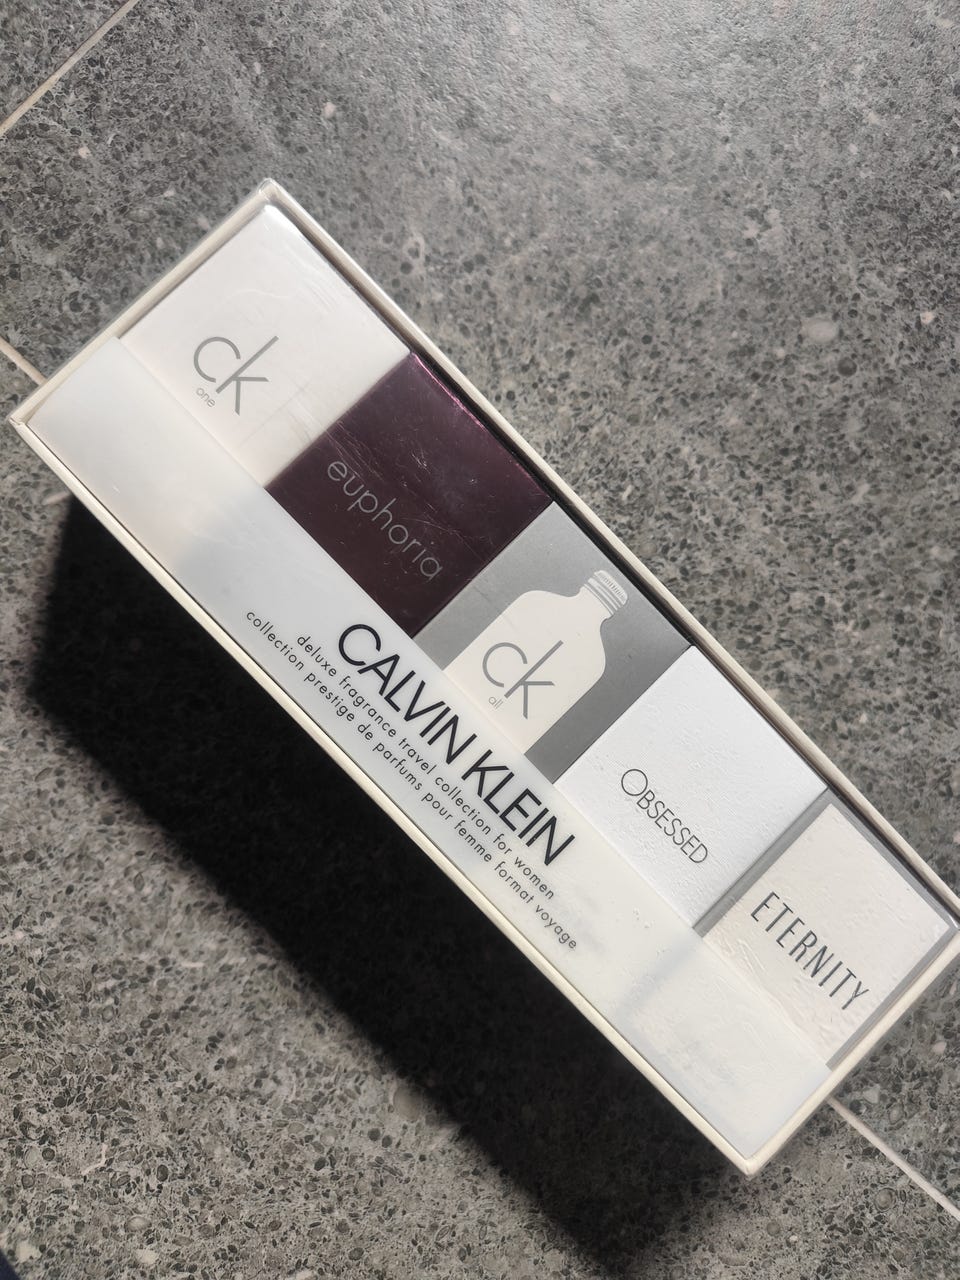 ck
one
euphoria
ck
all
OBSESSED
ETERNITY
CALVIN KLEIN
deluxe fragrance travel collection for women
collection prestige de parfums pour femme format voyage